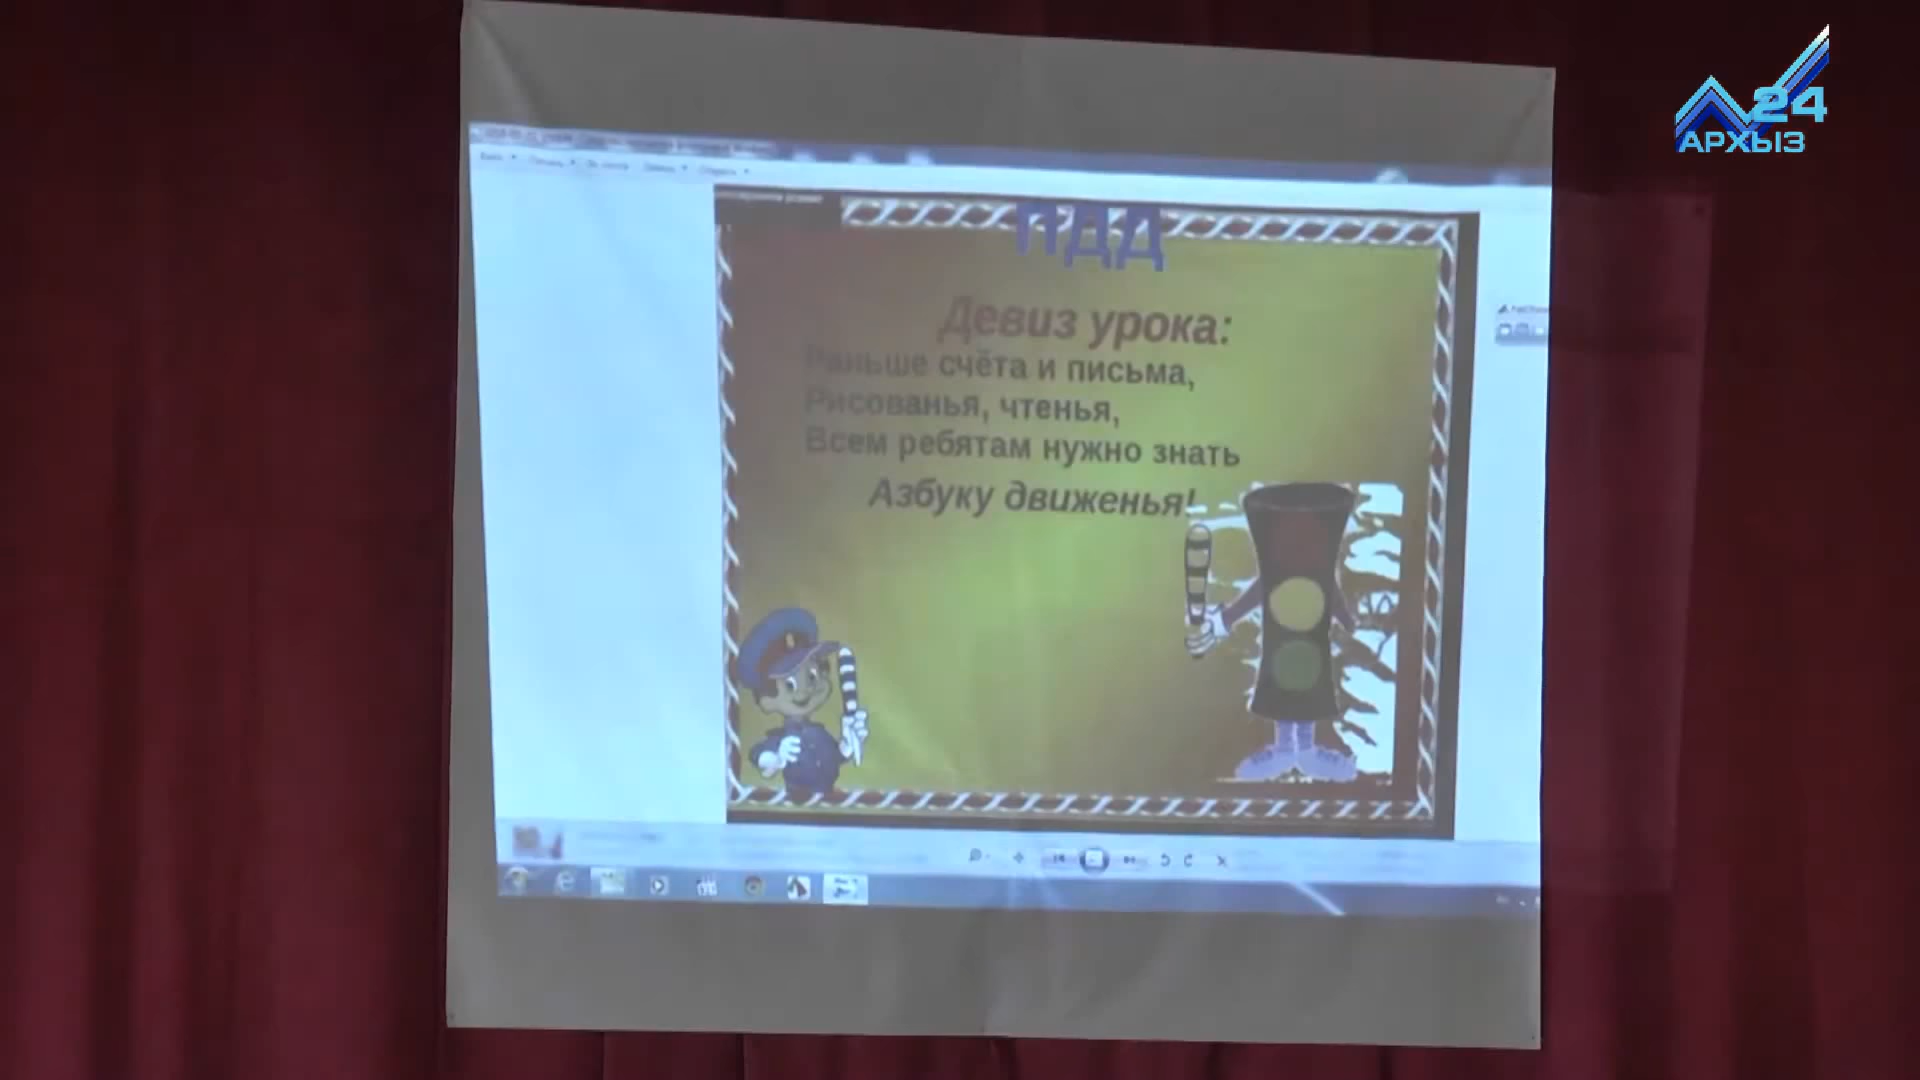 24
АРХЫЗ
ПДД
Девиз урока:
Раньше счёта и письма,
Рисованья, чтенья,
Всем ребятам нужно знать
Азбуку движенья!